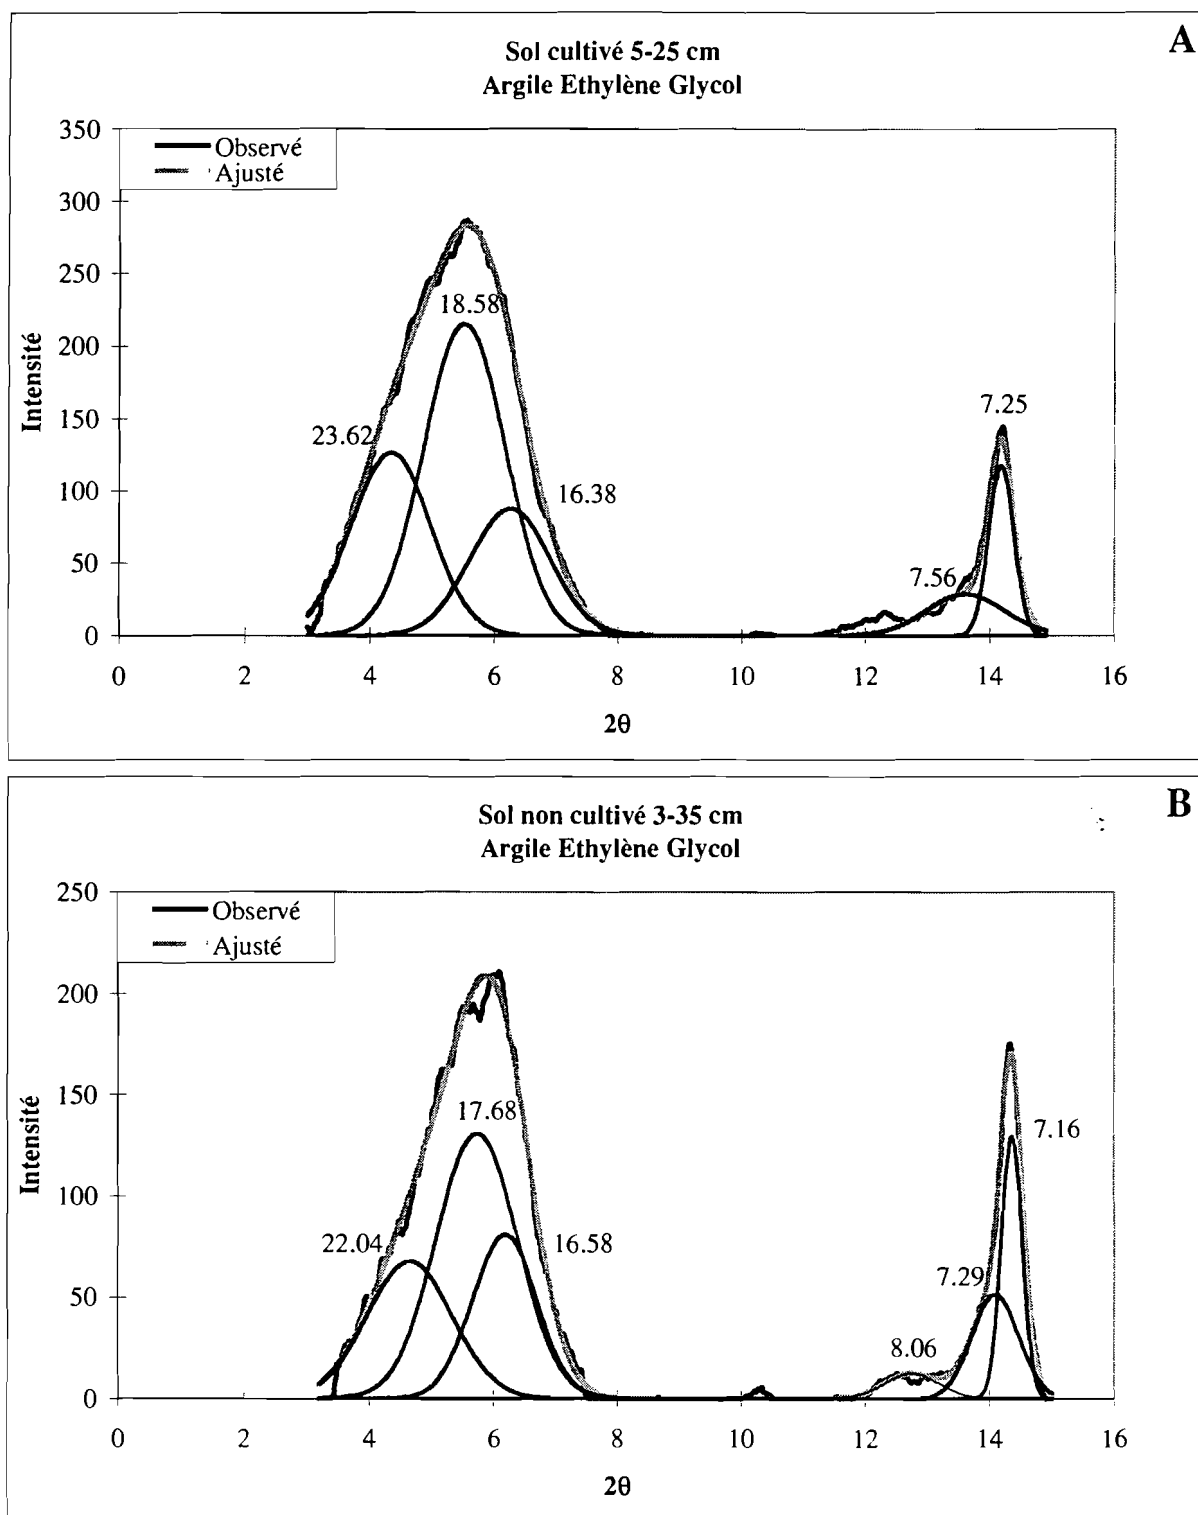 A
Sol cultivé 5-25 cm
Argile Ethylène Glycol
350
300
250
200
150
100
50
0
Intensité
Observé
Ajusté
23.62
18.58
16.38
7.56
7.25
0 2 4 6 8 10 12 14 16
2θ
B
Sol non cultivé 3-35 cm
Argile Ethylène Glycol
250
200
150
100
50
0
Intensité
Observé
Ajusté
22.04
17.68
16.58
8.06
7.29
7.16
0 2 4 6 8 10 12 14 16
2θ